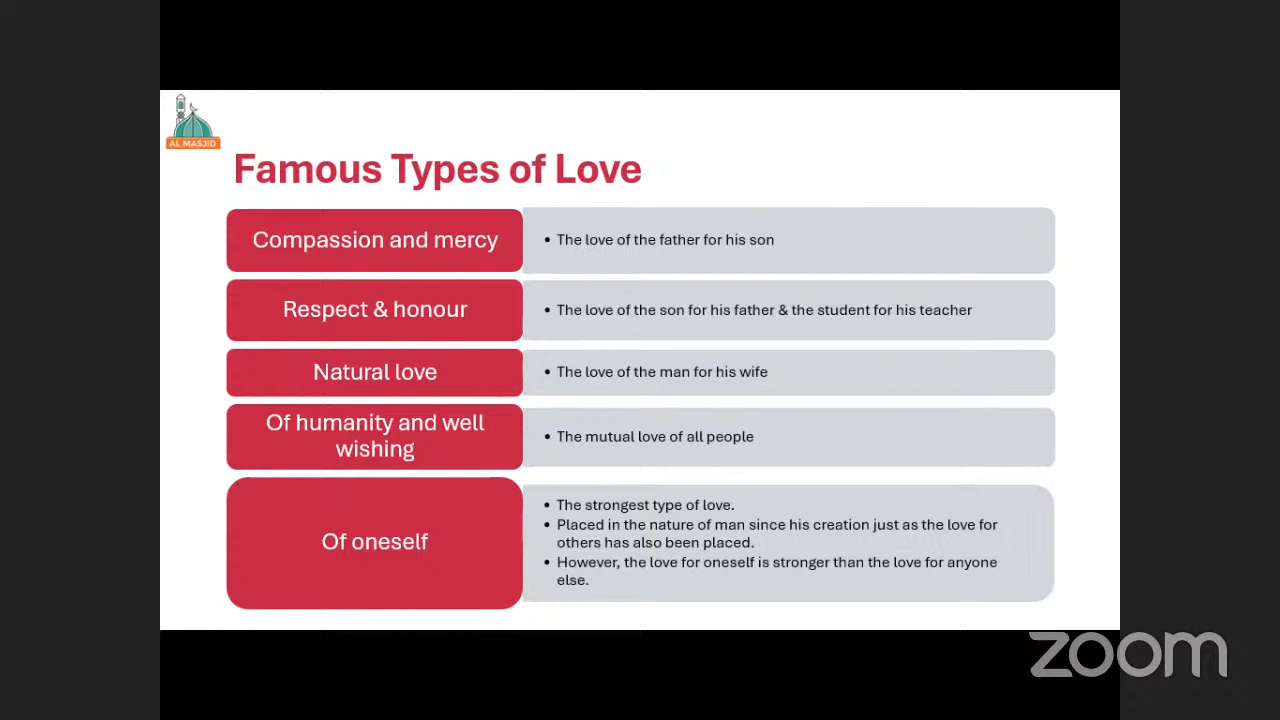 AL MASJID
Famous Types of Love
Compassion and mercy
• The love of the father for his son
Respect & honour
• The love of the son for his father & the student for his teacher
Natural love
• The love of the man for his wife
Of humanity and well
wishing
• The mutual love of all people
Of oneself
• The strongest type of love.
• Placed in the nature of man since his creation just as the love for
others has also been placed.
• However, the love for oneself is stronger than the love for anyone
else.
zoom